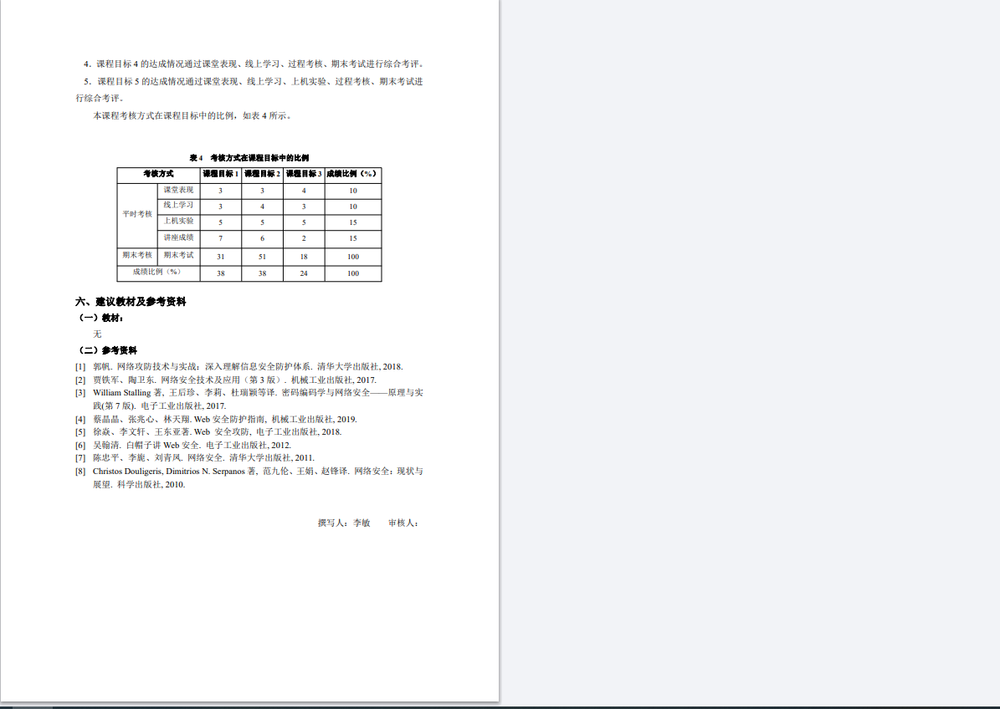 4．课程目标 4 的达成情况通过课堂表现、线上学习、过程考核、期末考试进行综合考评。
5．课程目标 5 的达成情况通过课堂表现、线上学习、上机实验、过程考核、期末考试进
行综合考评。
本课程考核方式在课程目标中的比例，如表 4 所示。
表 4 考核方式在课程目标中的比例
考核方式 课程目标 1 课程目标 2 课程目标 3 成绩比例（%）
平时考核 课堂表现 3 3 4 10
线上学习 3 4 3 10
上机实验 5 5 5 15
讲座成绩 7 6 2 15
期末考核 期末考试 31 51 18 100
成绩比例（%） 38 38 24 100
六、建议教材及参考资料
（一）教材：
无
（二）参考资料
[1] 郭帆. 网络攻防技术与实战：深入理解信息安全防护体系. 清华大学出版社, 2018.
[2] 贾铁军、陶卫东. 网络安全技术及应用（第 3 版）. 机械工业出版社, 2017.
[3] William Stalling 著, 王后珍、李莉、杜瑞颖等译. 密码编码学与网络安全——原理与实
践(第 7 版). 电子工业出版社, 2017.
[4] 蔡晶晶、张兆心、林天翔. Web 安全防护指南, 机械工业出版社, 2019.
[5] 徐焱、李文轩、王东亚著. Web 安全攻防, 电子工业出版社, 2018.
[6] 吴翰清. 白帽子讲 Web 安全. 电子工业出版社, 2012.
[7] 陈忠平、李旎、刘青凤. 网络安全. 清华大学出版社, 2011.
[8] Christos Douligeris, Dimitrios N. Serpanos 著, 范九伦、王娟、赵锋译. 网络安全：现状与
展望. 科学出版社, 2010.
撰写人：李敏 审核人：